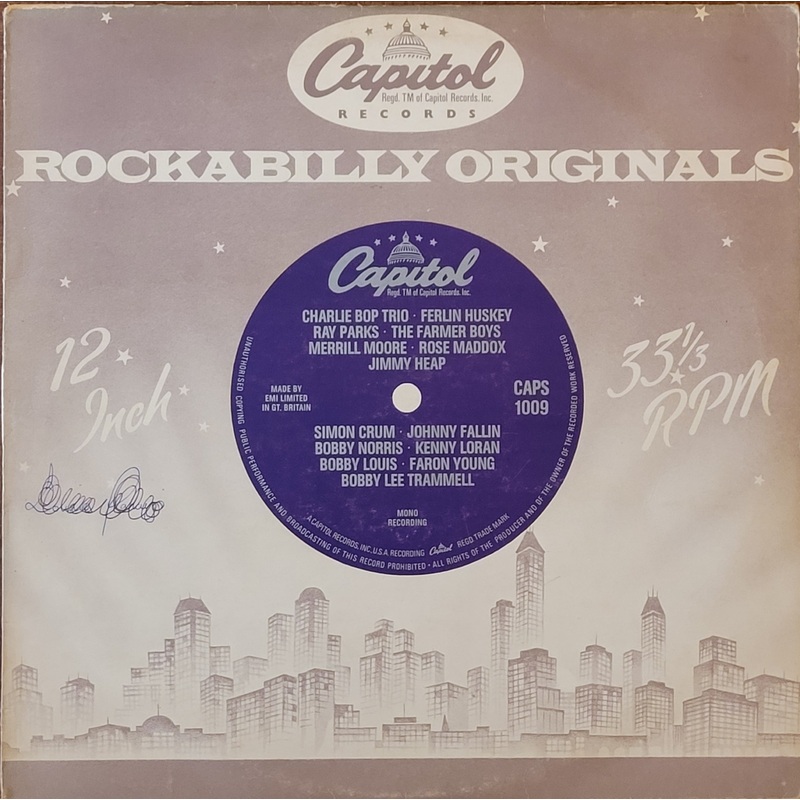 Capitol
Regd. TM of Capitol Records, Inc.
RECORDS
ROCKABILLY ORIGINALS
12
Inch
33⅓
RPM
Capitol
Regd. TM of Capitol Records, Inc.
CHARLIE BOP TRIO · FERLIN HUSKEY
RAY PARKS · THE FARMER BOYS
MERRILL MOORE · ROSE MADDOX
JIMMY HEAP
MADE BY
EMI LIMITED
IN GT. BRITAIN
CAPS
1009
SIMON CRUM · JOHNNY FALLIN
BOBBY NORRIS · KENNY LORAN
BOBBY LOUIS · FARON YOUNG
BOBBY LEE TRAMMELL
MONO
RECORDING
A CAPITOL RECORDS, INC., U.S.A. RECORDING Capitol REGD TRADE MARK
UNAUTHORISED COPYING PUBLIC PERFORMANCE AND BROADCASTING OF THIS RECORD PROHIBITED · ALL RIGHTS OF THE PRODUCER AND OF THE OWNER OF THE RECORDED WORK RESERVED